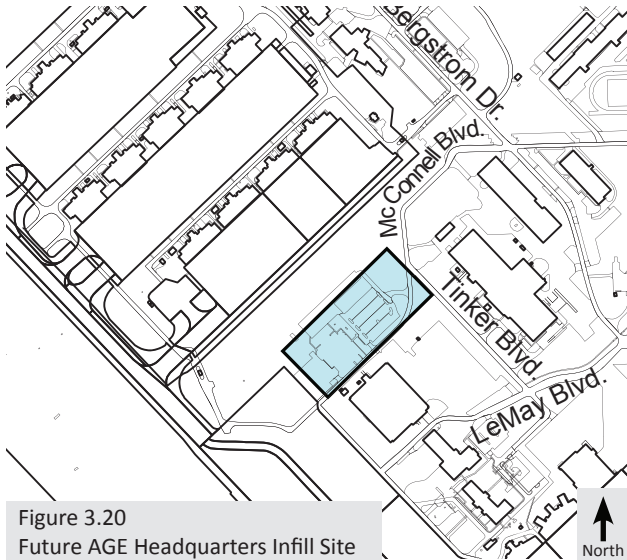 Bergstrom Dr.
McConnell Blvd.
Tinker Blvd.
LeMay Blvd.
Figure 3.20
Future AGE Headquarters Infill Site
North